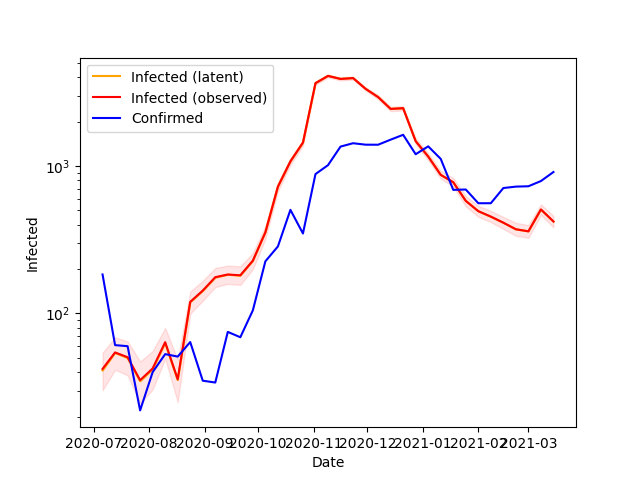 Infected (latent)
Infected (observed)
Confirmed
Infected
10³
10²
2020-07 2020-08 2020-09 2020-10 2020-11 2020-12 2021-01 2021-02 2021-03
Date